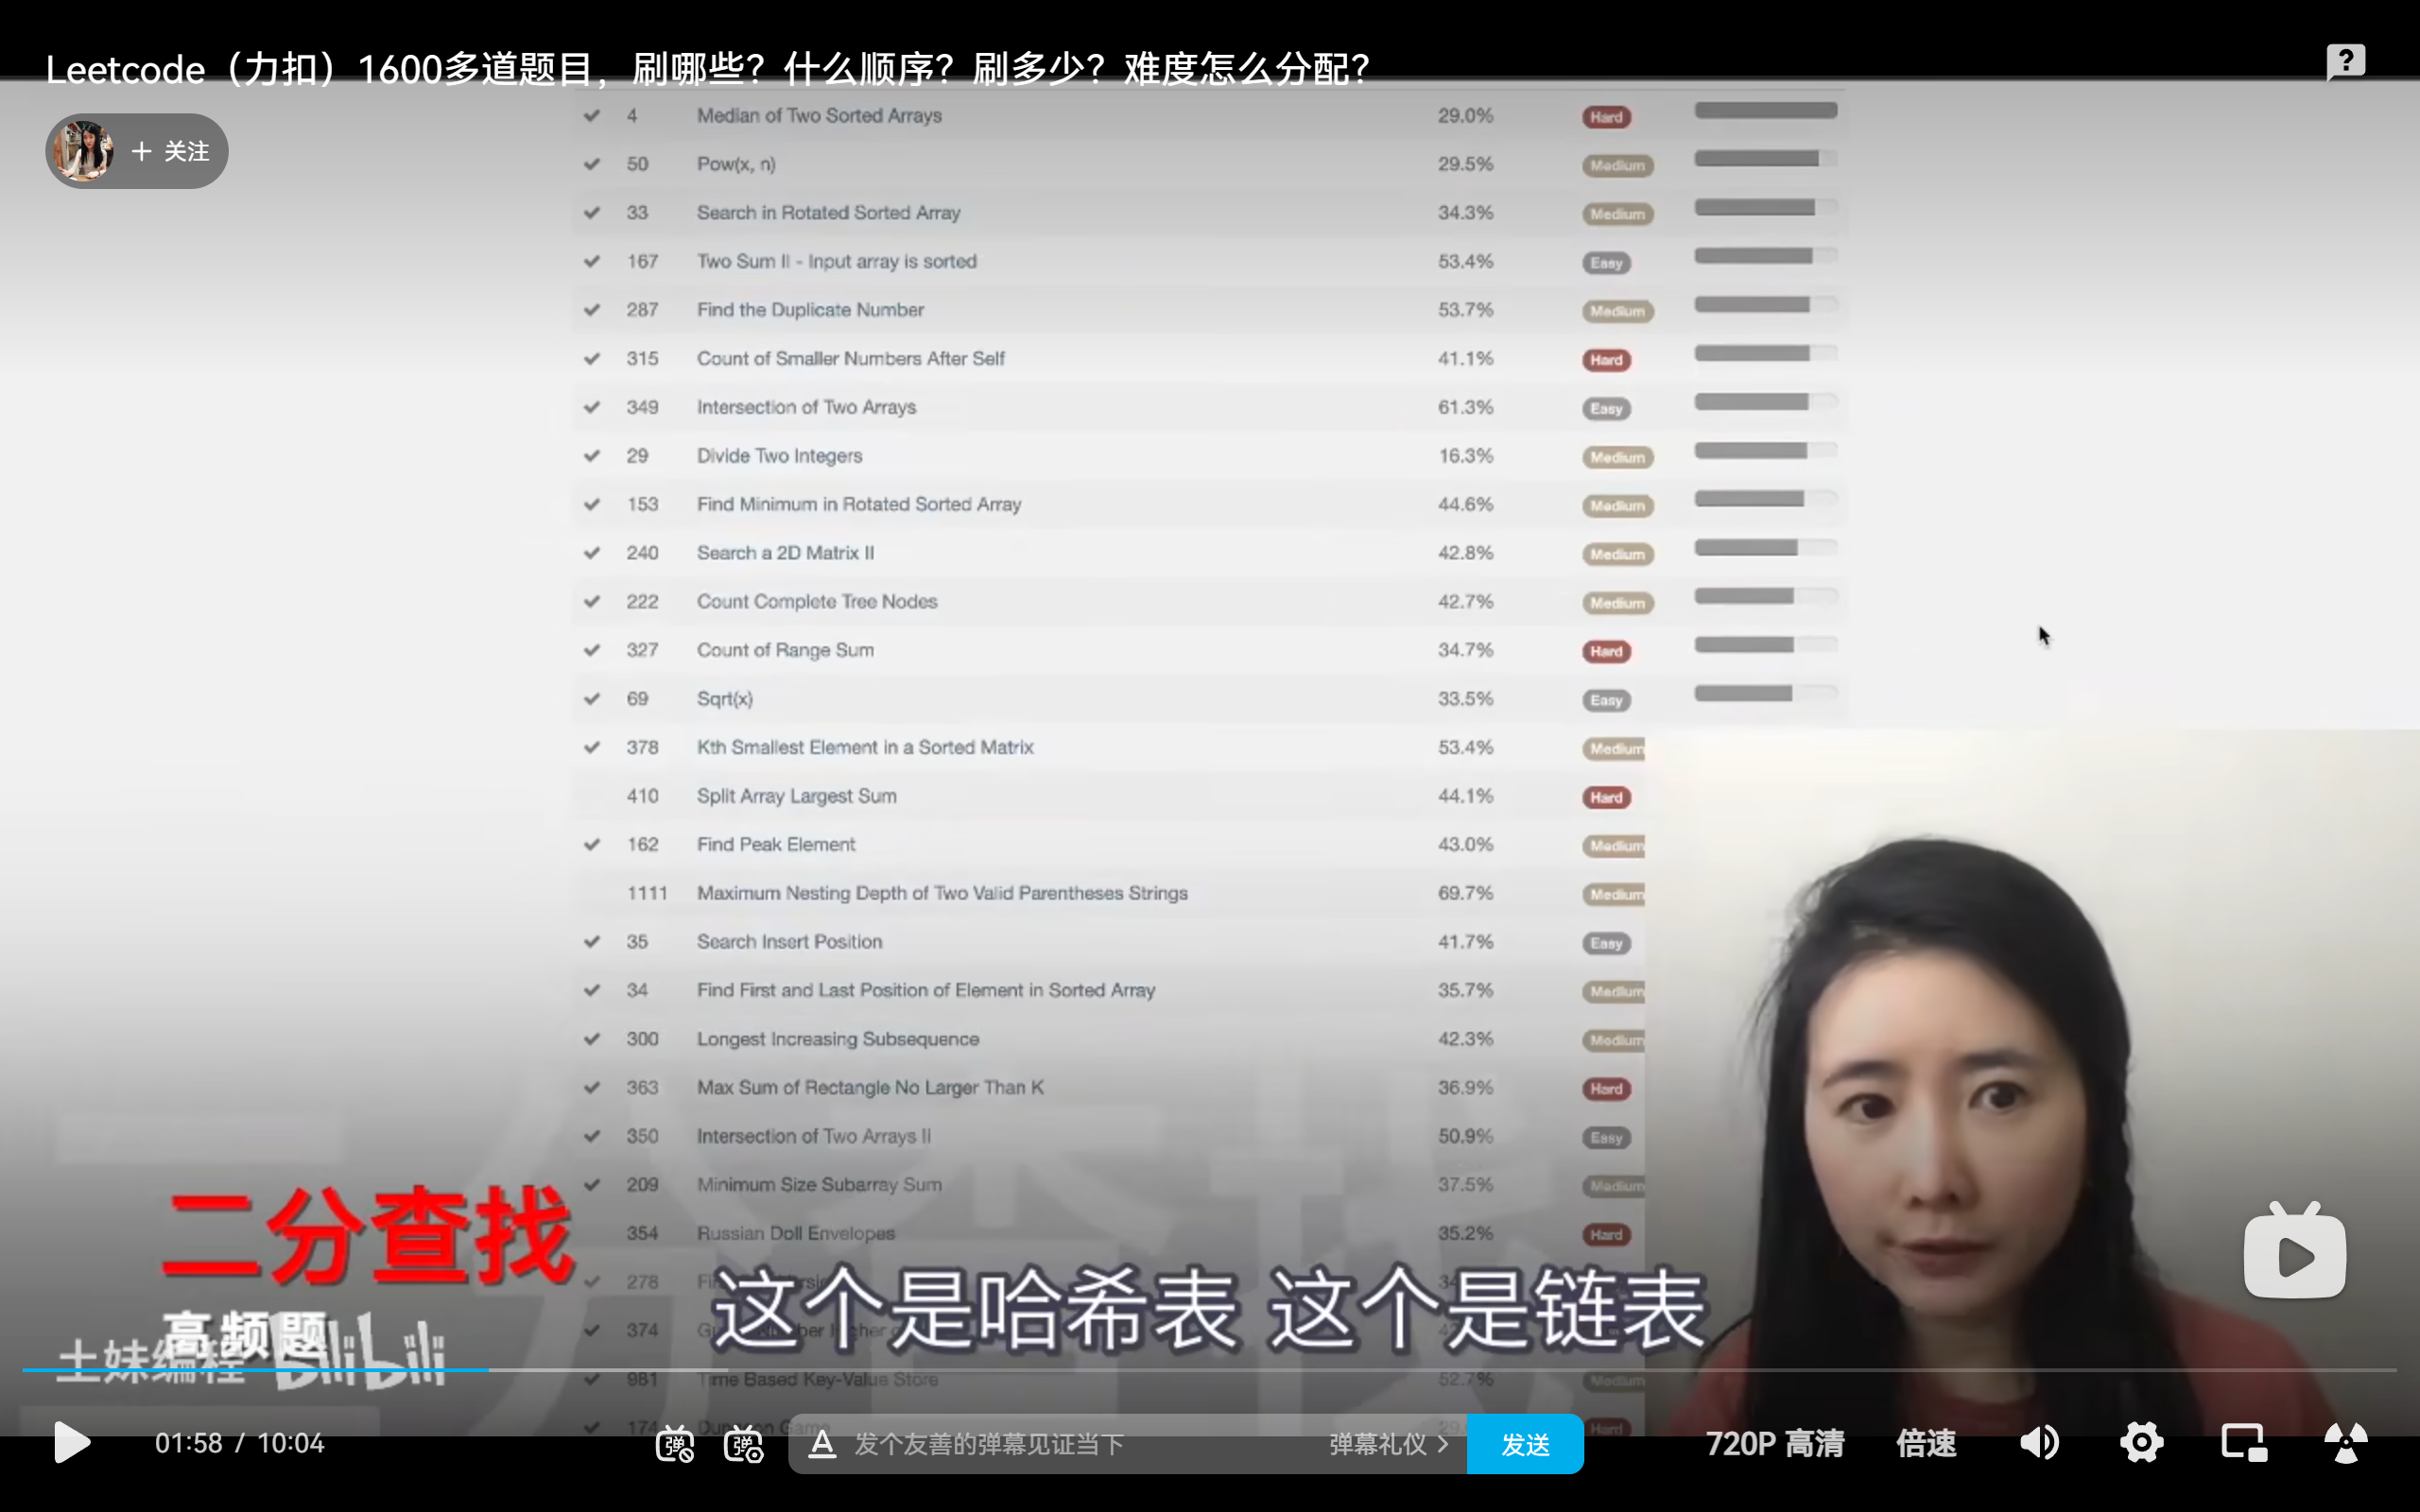 Leetcode（力扣）1600多道题目，刷哪些？什么顺序？刷多少？难度怎么分配？
+ 关注
4 Median of Two Sorted Arrays 29.0% Hard
50 Pow(x, n) 29.5% Medium
33 Search in Rotated Sorted Array 34.3% Medium
167 Two Sum II - Input array is sorted 53.4% Easy
287 Find the Duplicate Number 53.7% Medium
315 Count of Smaller Numbers After Self 41.1% Hard
349 Intersection of Two Arrays 61.3% Easy
29 Divide Two Integers 16.3% Medium
153 Find Minimum in Rotated Sorted Array 44.6% Medium
240 Search a 2D Matrix II 42.8% Medium
222 Count Complete Tree Nodes 42.7% Medium
327 Count of Range Sum 34.7% Hard
69 Sqrt(x) 33.5% Easy
378 Kth Smallest Element in a Sorted Matrix 53.4% Medium
410 Split Array Largest Sum 44.1% Hard
162 Find Peak Element 43.0% Medium
1111 Maximum Nesting Depth of Two Valid Parentheses Strings 69.7% Medium
35 Search Insert Position 41.7% Easy
34 Find First and Last Position of Element in Sorted Array 35.7% Medium
300 Longest Increasing Subsequence 42.3% Medium
363 Max Sum of Rectangle No Larger Than K 36.9% Hard
350 Intersection of Two Arrays II 50.9% Easy
209 Minimum Size Subarray Sum 37.5% Medium
354 Russian Doll Envelopes 35.2% Hard
二分查找
278
这个是哈希表 这个是链表
高频题
374
土妹编程 bilibili
981 Time Based Key-Value Store 52.7% Medium
174 Dungeon Game Hard
01:58 / 10:04
弹
弹
A 发个友善的弹幕见证当下
弹幕礼仪 >
发送
720P 高清
倍速